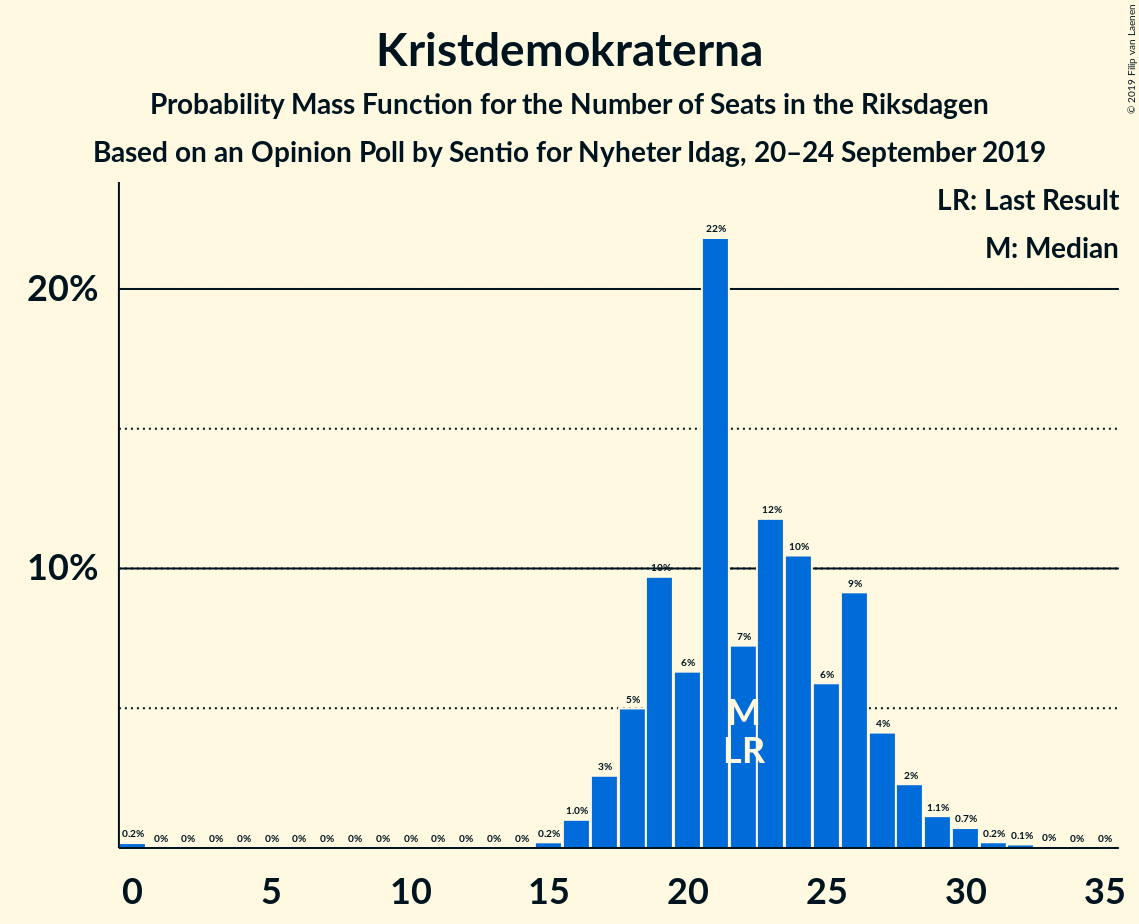 Kristdemokraterna
Probability Mass Function for the Number of Seats in the Riksdagen
Based on an Opinion Poll by Sentio for Nyheter Idag, 20–24 September 2019
© 2019 Filip van Laenen
LR: Last Result
M: Median
20%
10%
0.2% 0% 0% 0% 0% 0% 0% 0% 0% 0% 0% 0% 0% 0% 0% 0.2% 1.0% 3% 5% 10% 6% 22% 7% 12% 10% 6% 9% 4% 2% 1.1% 0.7% 0.2% 0.1% 0% 0% 0%
M
LR
0 5 10 15 20 25 30 35